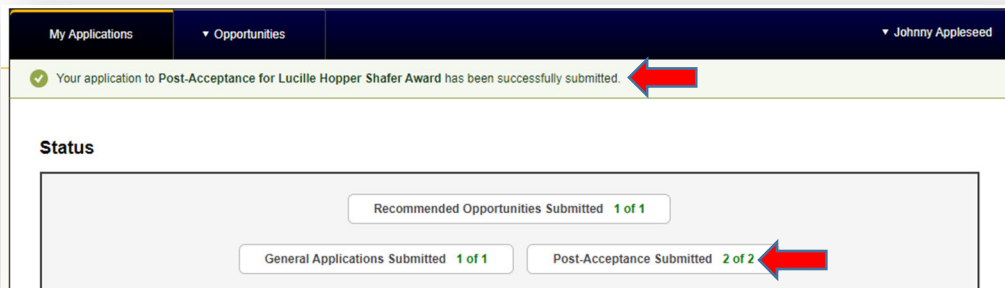 My Applications ▾ Opportunities ▾ Johnny Appleseed
Your application to Post-Acceptance for Lucille Hopper Shafer Award has been successfully submitted.
Status
Recommended Opportunities Submitted 1 of 1
General Applications Submitted 1 of 1 Post-Acceptance Submitted 2 of 2